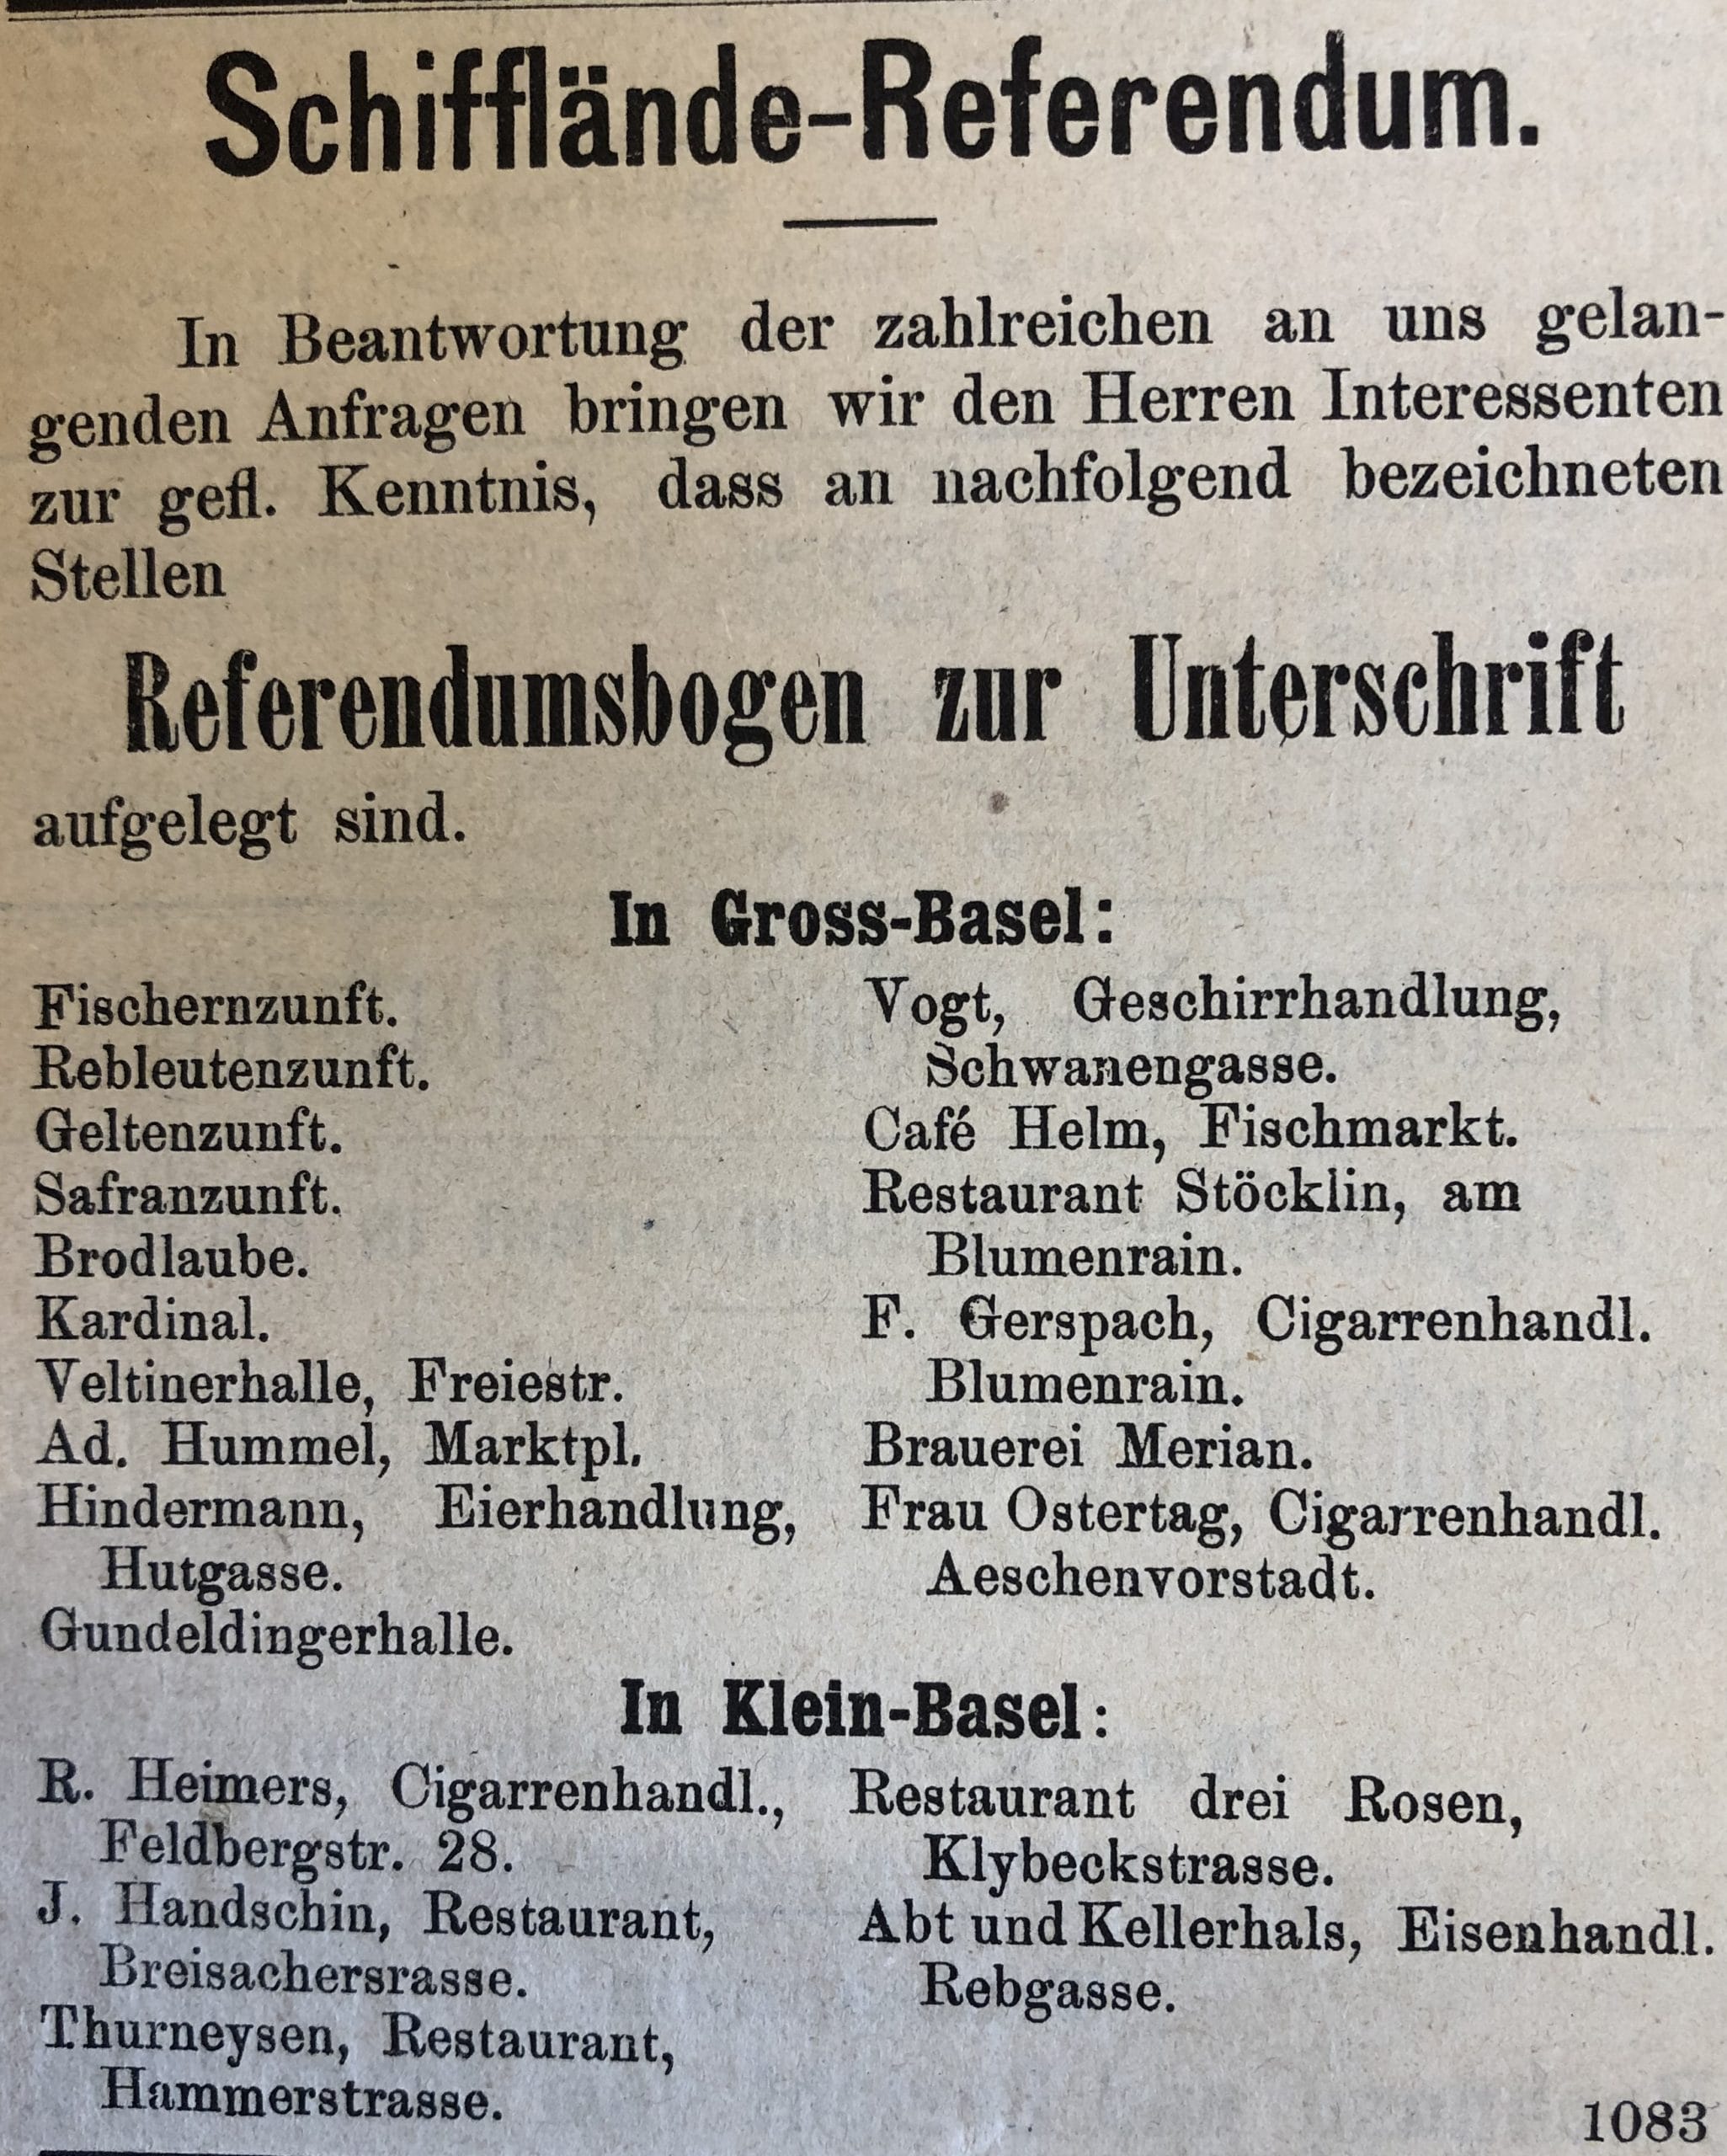 Schifflände-Referendum.
In Beantwortung der zahlreichen an uns gelan-
genden Anfragen bringen wir den Herren Interessenten
zur gefl. Kenntnis, dass an nachfolgend bezeichneten
Stellen
Referendumsbogen zur Unterschrift
aufgelegt sind.
In Gross-Basel:
Fischernzunft.
Rebleutenzunft.
Geltenzunft.
Safranzunft.
Brodlaube.
Kardinal.
Veltinerhalle, Freiestr.
Ad. Hummel, Marktpl.
Hindermann, Eierhandlung,
Hutgasse.
Gundeldingerhalle.
Vogt, Geschirrhandlung,
Schwanengasse.
Café Helm, Fischmarkt.
Restaurant Stöcklin, am
Blumenrain.
F. Gerspach, Cigarrenhandl.
Blumenrain.
Brauerei Merian.
Frau Ostertag, Cigarrenhandl.
Aeschenvorstadt.
In Klein-Basel:
R. Heimers, Cigarrenhandl.,
Feldbergstr. 28.
J. Handschin, Restaurant,
Breisachersrasse.
Thurneysen, Restaurant,
Hammerstrasse.
Restaurant drei Rosen,
Klybeckstrasse.
Abt und Kellerhals, Eisenhandl.
Rebgasse.
1083